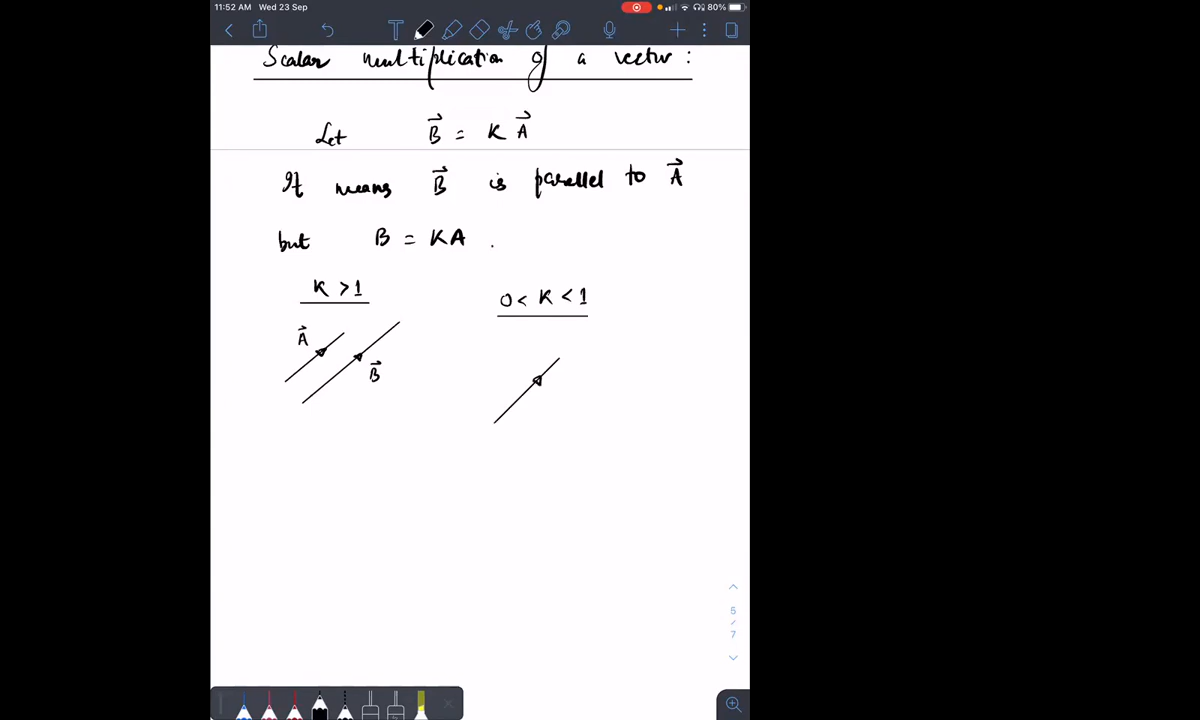 11:52 AM Wed 23 Sep 80%
T
Scalar multiplication of a vector :
Let B⃗ = K A⃗
It means B⃗ is parallel to A⃗
but B = KA .
K > 1 0 < K < 1
A⃗
B⃗
5
/
7